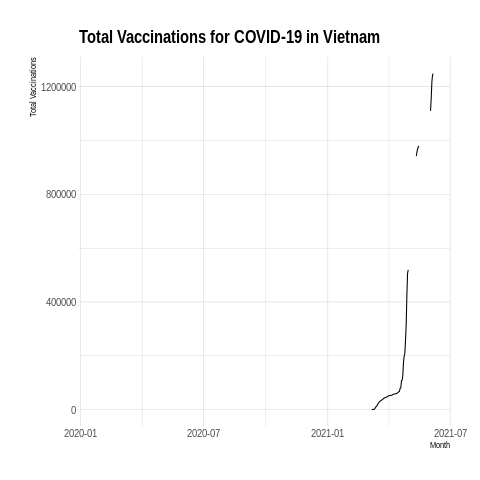 Total Vaccinations for COVID-19 in Vietnam
Total Vaccinations
1200000
800000
400000
0
2020-01 2020-07 2021-01 2021-07
Month